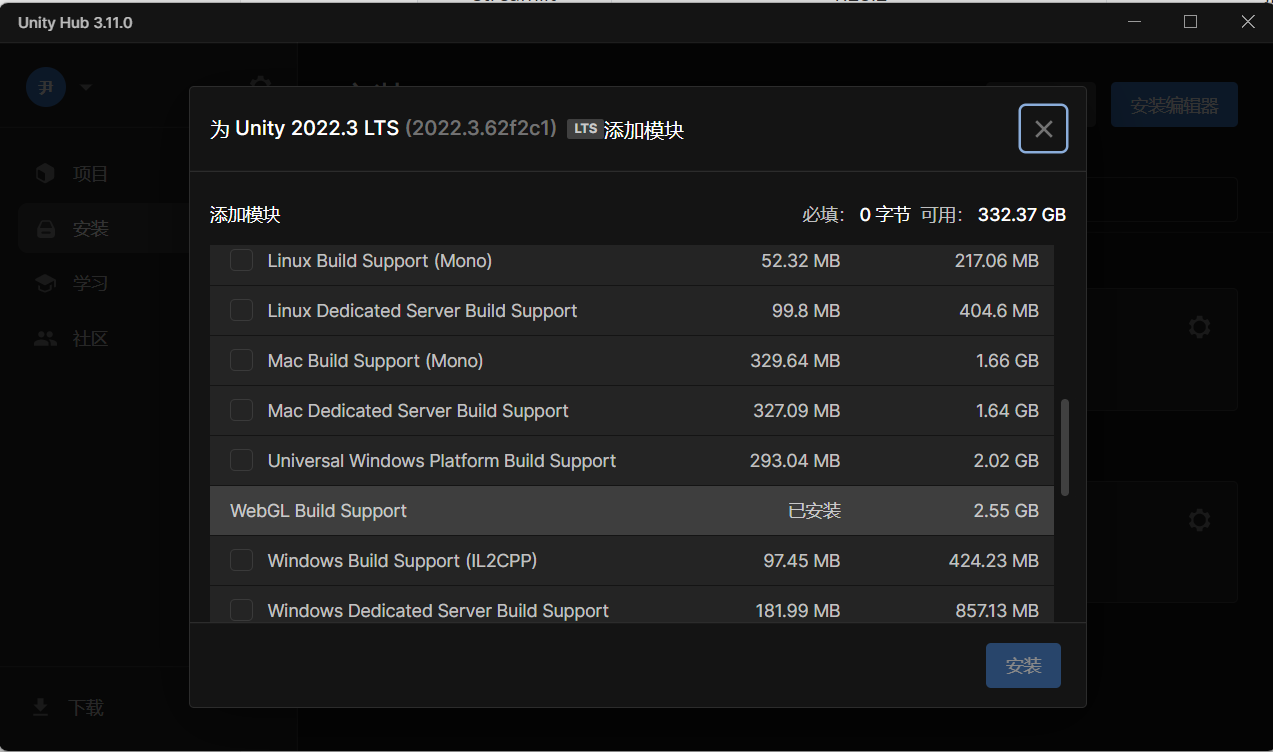 Unity Hub 3.11.0
尹
安装编辑器
为 Unity 2022.3 LTS (2022.3.62f2c1) LTS 添加模块
项目
安装
学习
社区
添加模块 必填: 0 字节 可用: 332.37 GB
Linux Build Support (Mono) 52.32 MB 217.06 MB
Linux Dedicated Server Build Support 99.8 MB 404.6 MB
Mac Build Support (Mono) 329.64 MB 1.66 GB
Mac Dedicated Server Build Support 327.09 MB 1.64 GB
Universal Windows Platform Build Support 293.04 MB 2.02 GB
WebGL Build Support 已安装 2.55 GB
Windows Build Support (IL2CPP) 97.45 MB 424.23 MB
Windows Dedicated Server Build Support 181.99 MB 857.13 MB
安装
下载